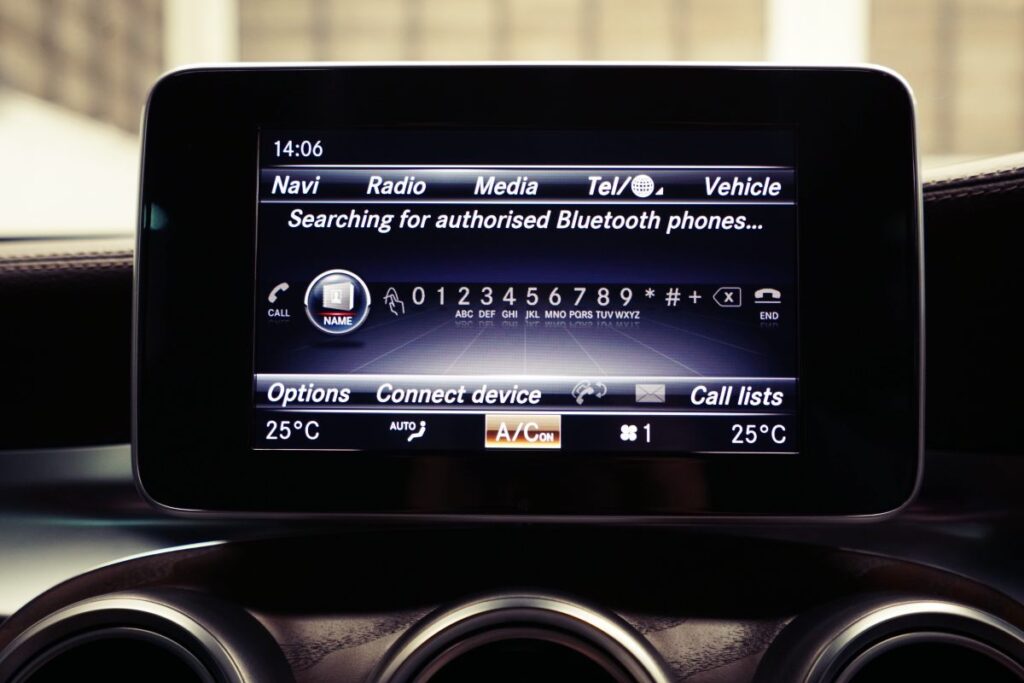 14:06
Navi Radio Media Tel/ Vehicle
Searching for authorised Bluetooth phones...
CALL NAME 0 1 2 ABC 3 DEF 4 GHI 5 JKL 6 MNO 7 PQRS 8 TUV 9 WXYZ * # + X END
Options Connect device Call lists
25°C AUTO A/C ON 1 25°C